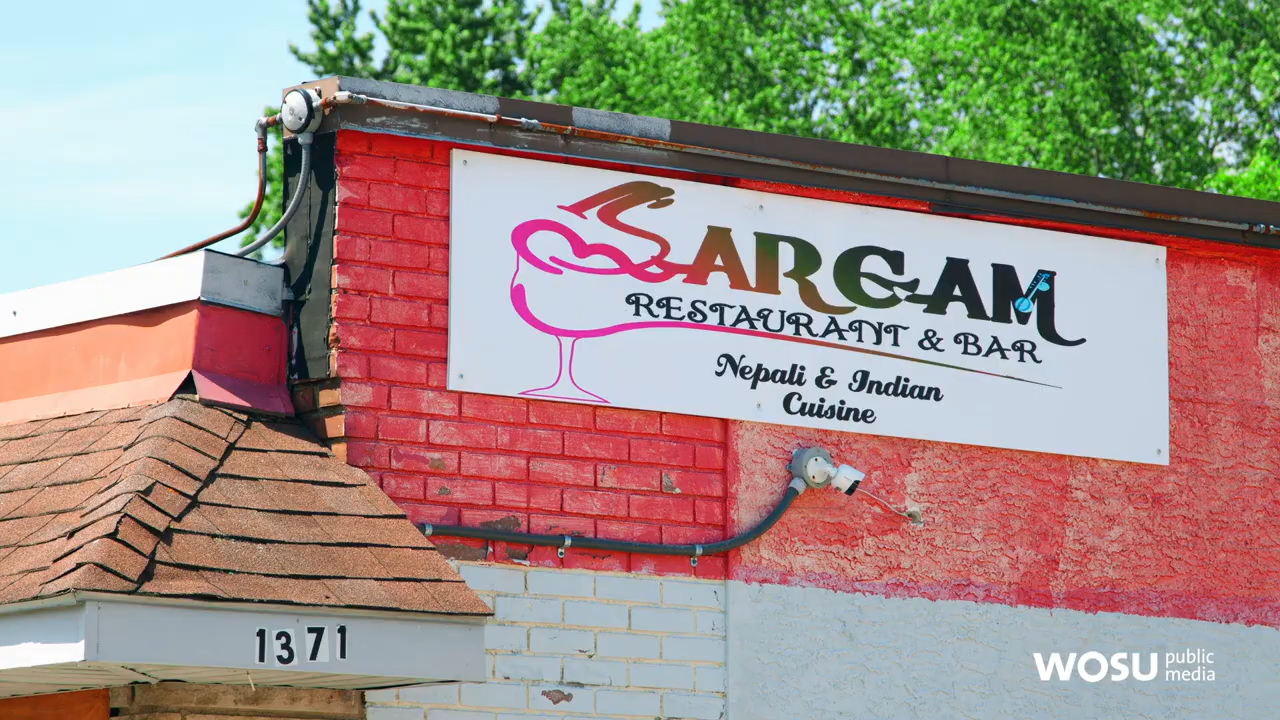 SARGAM
RESTAURANT & BAR
Nepali & Indian
Cuisine
1371
WOSU public
media